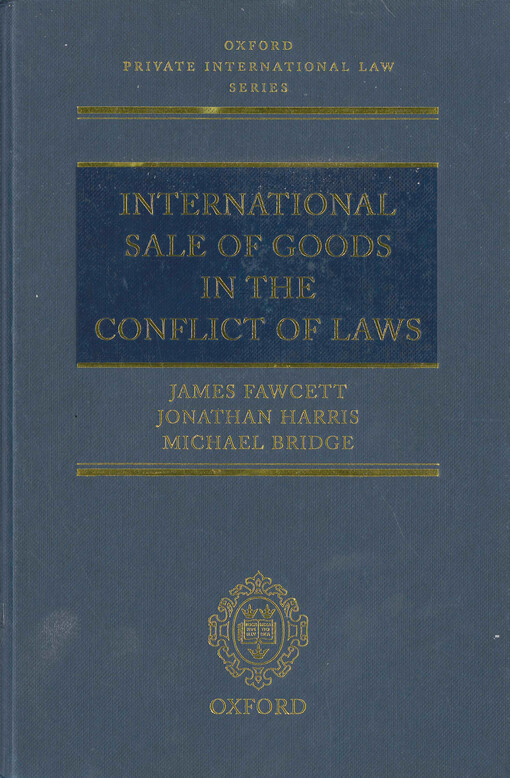 OXFORD
PRIVATE INTERNATIONAL LAW
SERIES
INTERNATIONAL
SALE OF GOODS
IN THE
CONFLICT OF LAWS
JAMES FAWCETT
JONATHAN HARRIS
MICHAEL BRIDGE
OXFORD